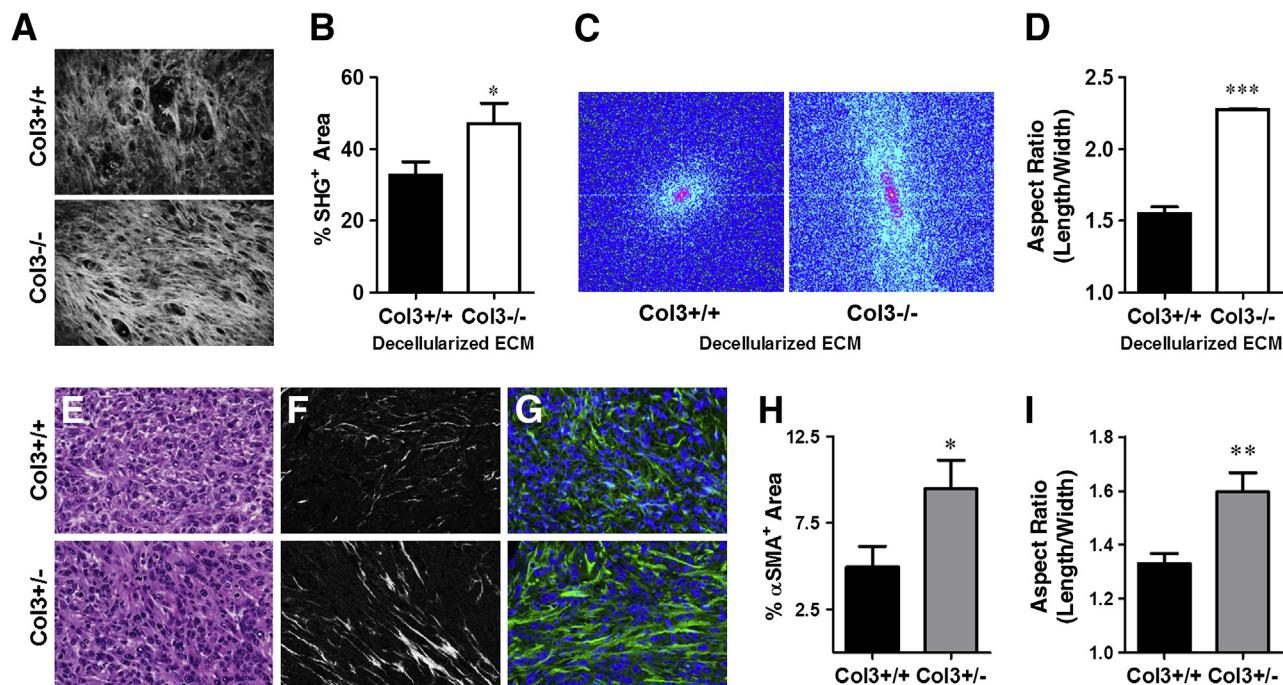 A
Col3+/+
Col3-/-
B
% SHG+ Area
60
40
20
0
*
Col3+/+ Col3-/-
Decellularized ECM
C
Col3+/+ Col3-/-
Decellularized ECM
D
Aspect Ratio
(Length/Width)
2.5
2.0
1.5
1.0
***
Col3+/+ Col3-/-
Decellularized ECM
E
F
G
Col3+/+
Col3+/-
H
% αSMA+ Area
12.5
7.5
2.5
*
Col3+/+ Col3+/-
I
Aspect Ratio
(Length/Width)
1.8
1.6
1.4
1.2
1.0
**
Col3+/+ Col3+/-